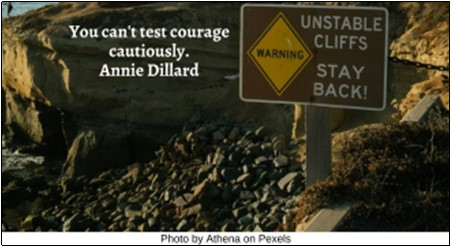 You can't test courage
cautiously.
Annie Dillard
UNSTABLE
CLIFFS
WARNING
STAY
BACK!
Photo by Athena on Pexels